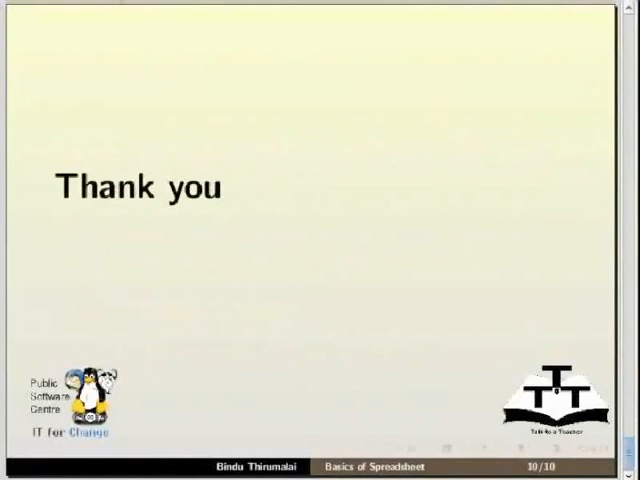 Thank you
Public
Software
Centre
IT for Change
T T T
Talk to a Teacher
Bindu Thirumalai
Basics of Spreadsheet
10/10